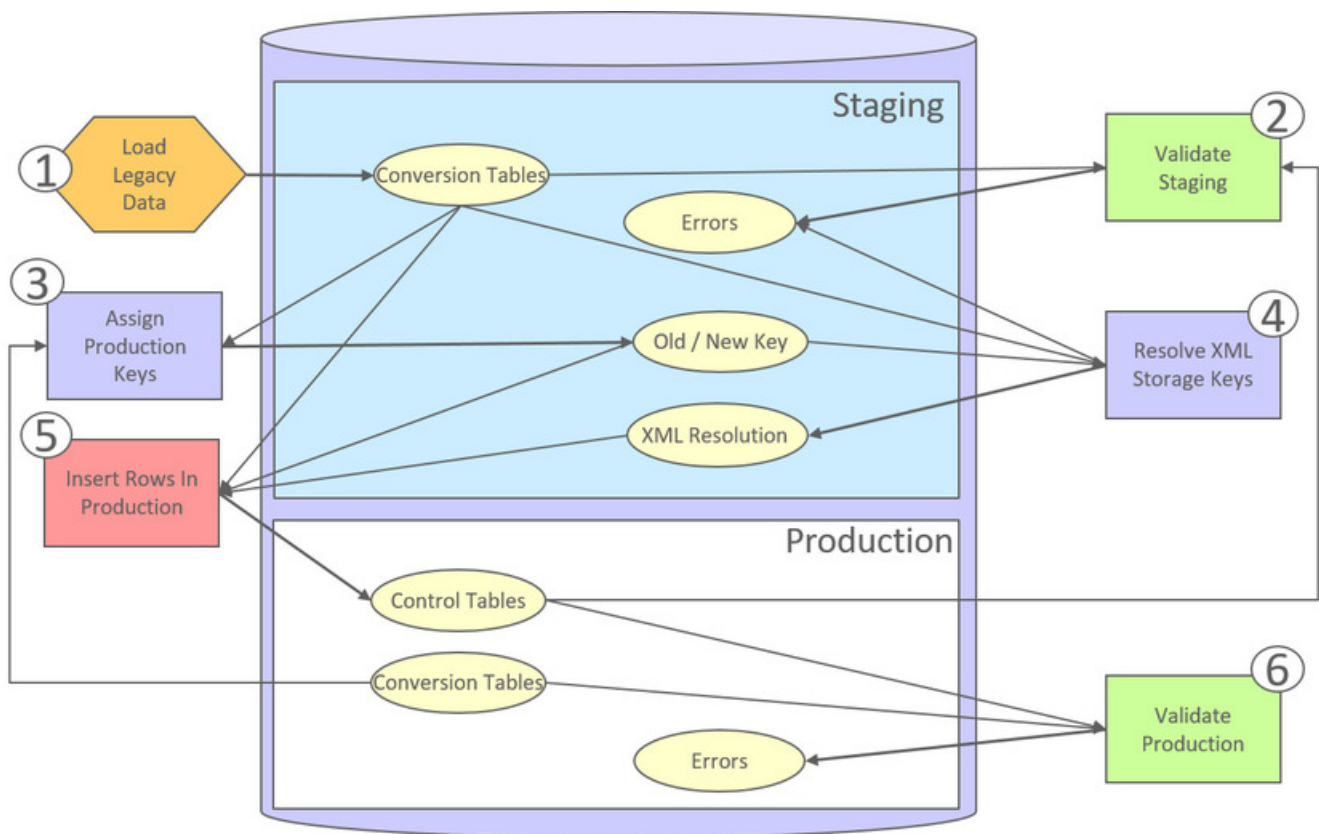 Staging
1
Load
Legacy
Data
Conversion Tables
2
Validate
Staging
Errors
3
Assign
Production
Keys
Old / New Key
4
Resolve XML
Storage Keys
XML Resolution
5
Insert Rows In
Production
Production
Control Tables
Conversion Tables
6
Validate
Production
Errors